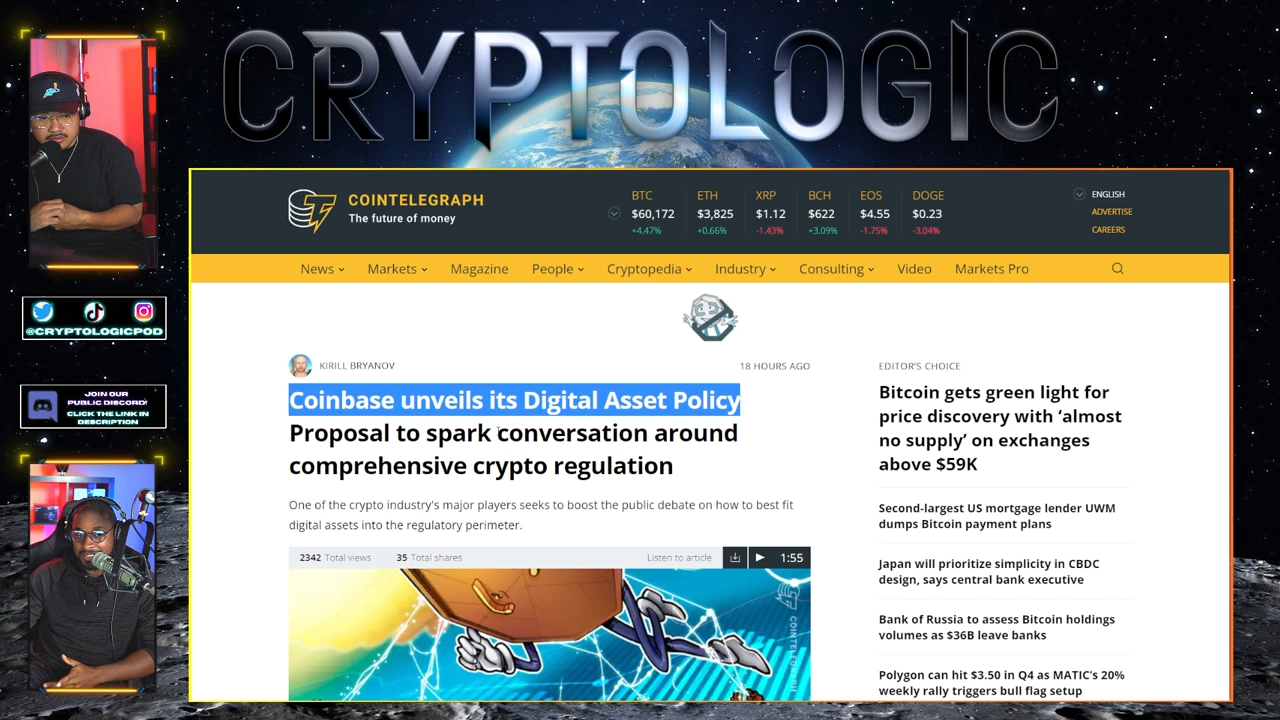 CRYPTOLOGIC
@CRYPTOLOGICPOD
JOIN OUR
PUBLIC DISCORD!
CLICK THE LINK IN
DESCRIPTION
COINTELEGRAPH
The future of money
BTC ETH XRP BCH EOS DOGE
$60,172 $3,825 $1.12 $622 $4.55 $0.23
+4.47% +0.66% -1.43% +3.09% -1.75% -3.04%
ENGLISH
ADVERTISE
CAREERS
News Markets Magazine People Cryptopedia Industry Consulting Video Markets Pro
KIRILL BRYANOV 18 HOURS AGO
Coinbase unveils its Digital Asset Policy
Proposal to spark conversation around
comprehensive crypto regulation
One of the crypto industry's major players seeks to boost the public debate on how to best fit
digital assets into the regulatory perimeter.
2342 Total views 35 Total shares Listen to article 1:55
COINTELEGRAPH
EDITOR'S CHOICE
Bitcoin gets green light for
price discovery with ‘almost
no supply’ on exchanges
above $59K
Second-largest US mortgage lender UWM
dumps Bitcoin payment plans
Japan will prioritize simplicity in CBDC
design, says central bank executive
Bank of Russia to assess Bitcoin holdings
volumes as $36B leave banks
Polygon can hit $3.50 in Q4 as MATIC’s 20%
weekly rally triggers bull flag setup